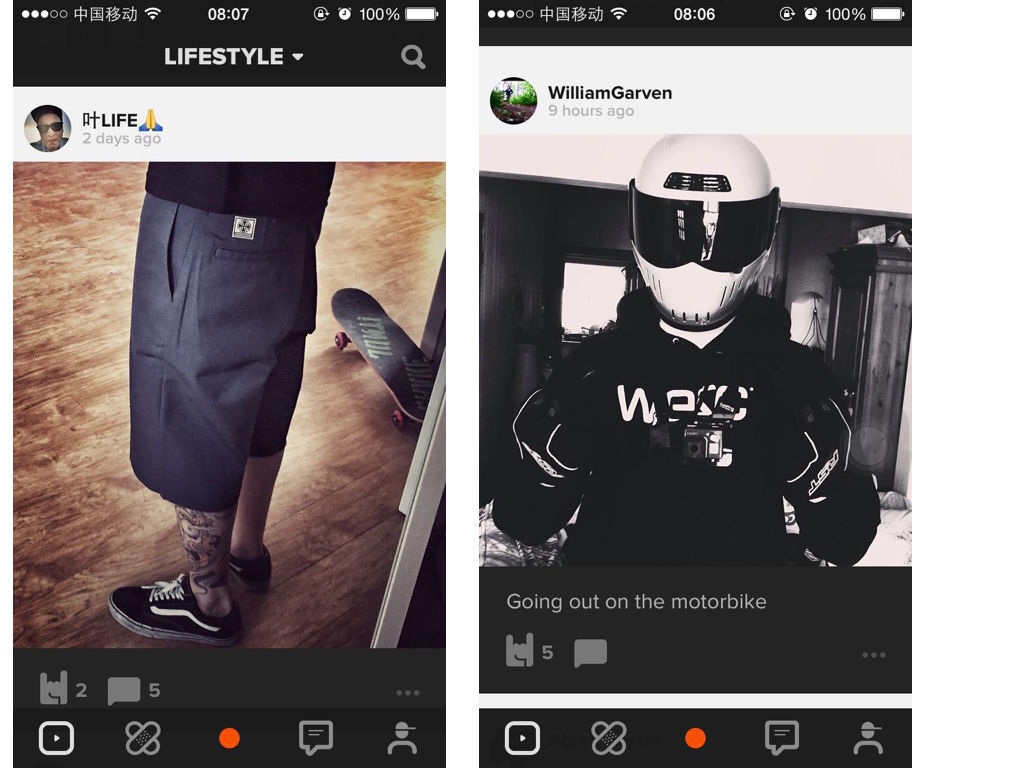 中国移动
08:07
100%
LIFESTYLE
叶LIFE🙏
2 days ago
2
5
中国移动
08:06
100%
WilliamGarven
9 hours ago
WeSC
Going out on the motorbike
5